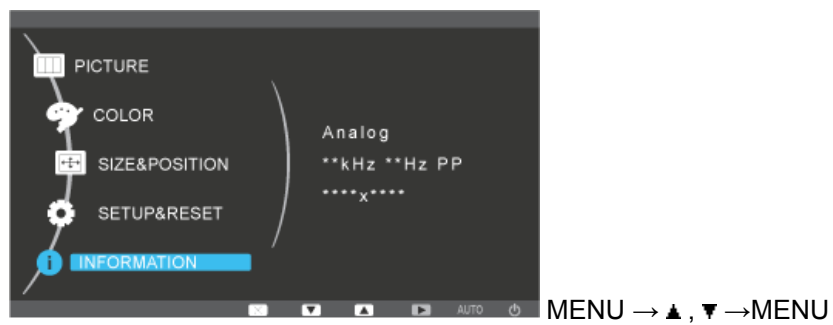 PICTURE
COLOR
SIZE&POSITION
SETUP&RESET
INFORMATION
Analog
**kHz **Hz PP
****x****
AUTO
MENU → ▲ , ▼ →MENU